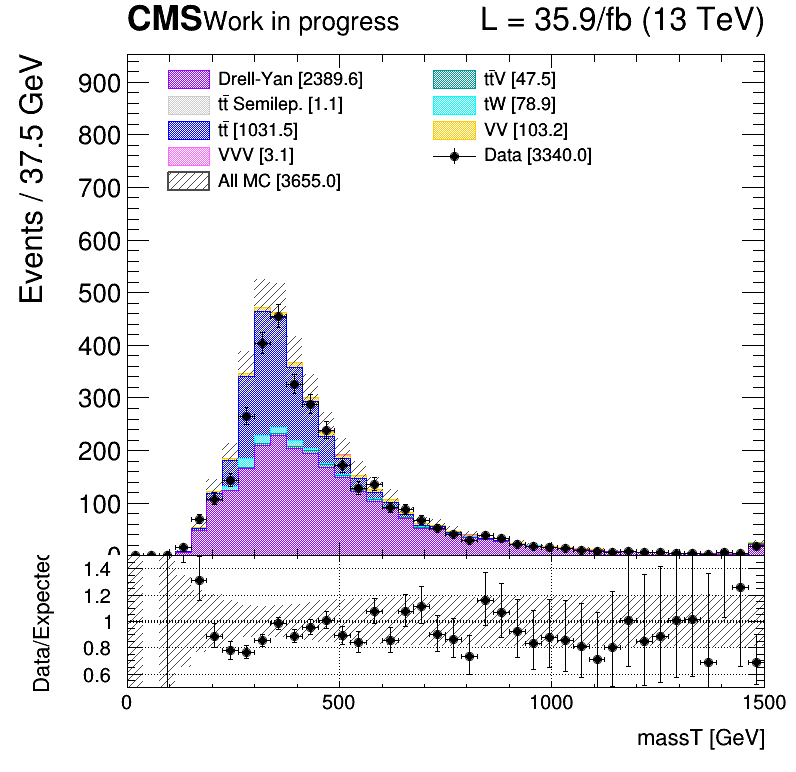 CMS Work in progress L = 35.9/fb (13 TeV)
Events / 37.5 GeV
900
800
700
600
500
400
300
200
100
0
Drell-Yan [2389.6]
tt̄ Semilep. [1.1]
tt̄ [1031.5]
VVV [3.1]
All MC [3655.0]
tt̄V [47.5]
tW [78.9]
VV [103.2]
Data [3340.0]
Data/Expected
1.4
1.2
1
0.8
0.6
0 500 1000 1500
massT [GeV]